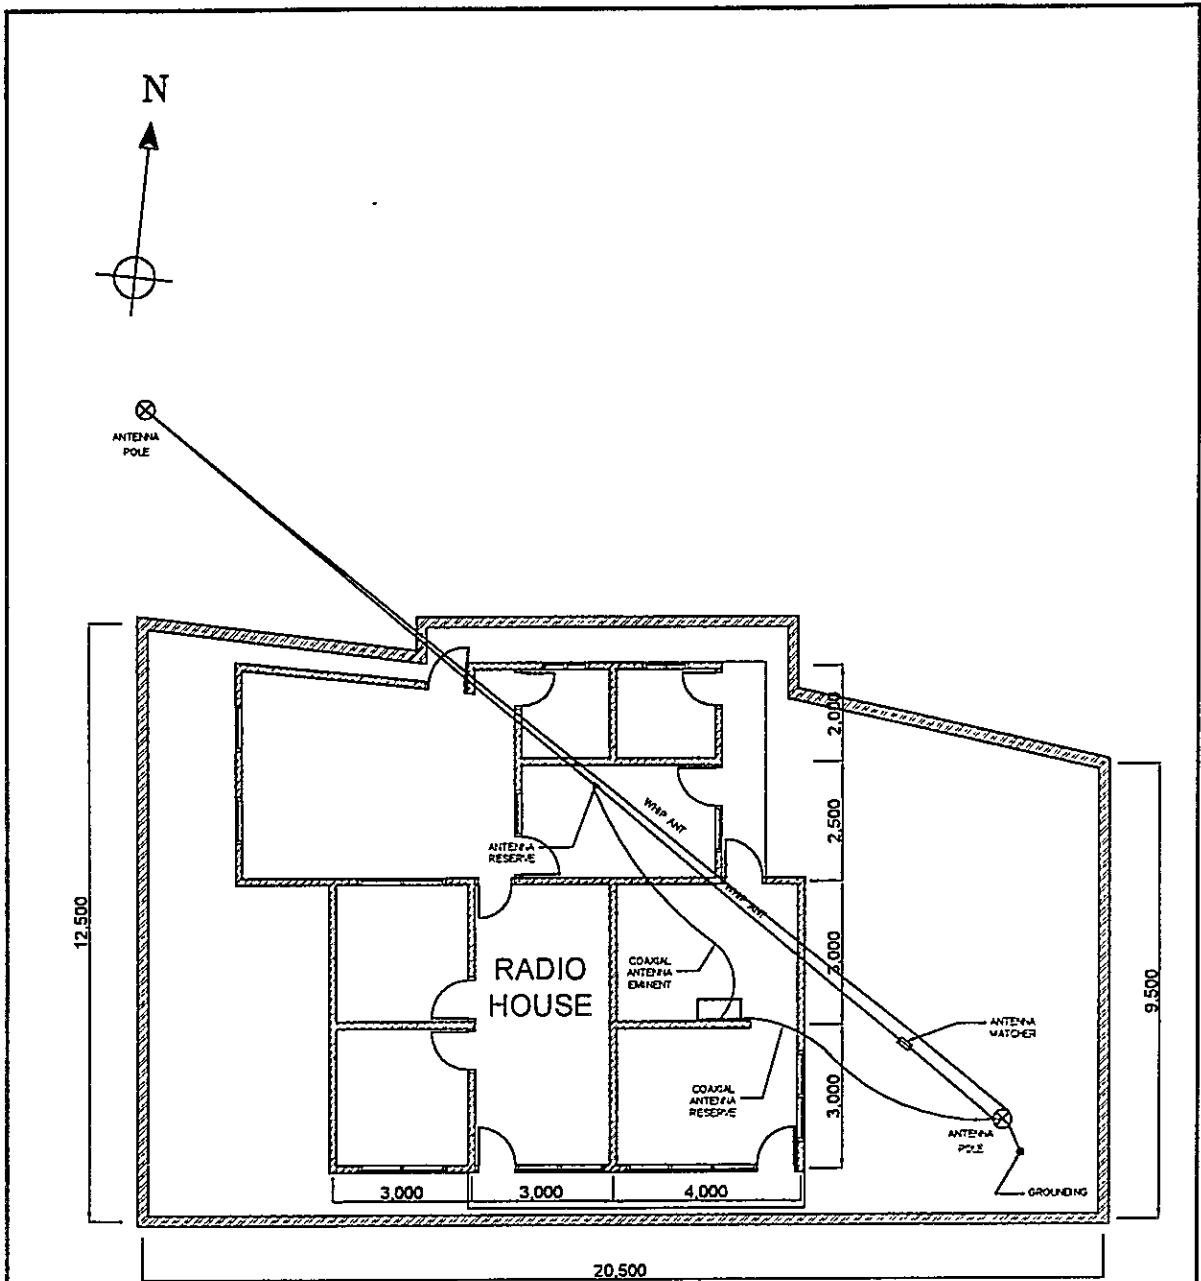 N
ANTENNA
POLE
2,000
WHIP ANT
2,500
ANTENNA
RESERVE
WHIP ANT
12,500
RADIO
HOUSE
COAXIAL
ANTENNA
EMINENT
3,000
9,500
ANTENNA
MATCHER
COAXIAL
ANTENNA
RESERVE
3,000
ANTENNA
POLE
3,000
3,000
4,000
GROUNDING
20,500